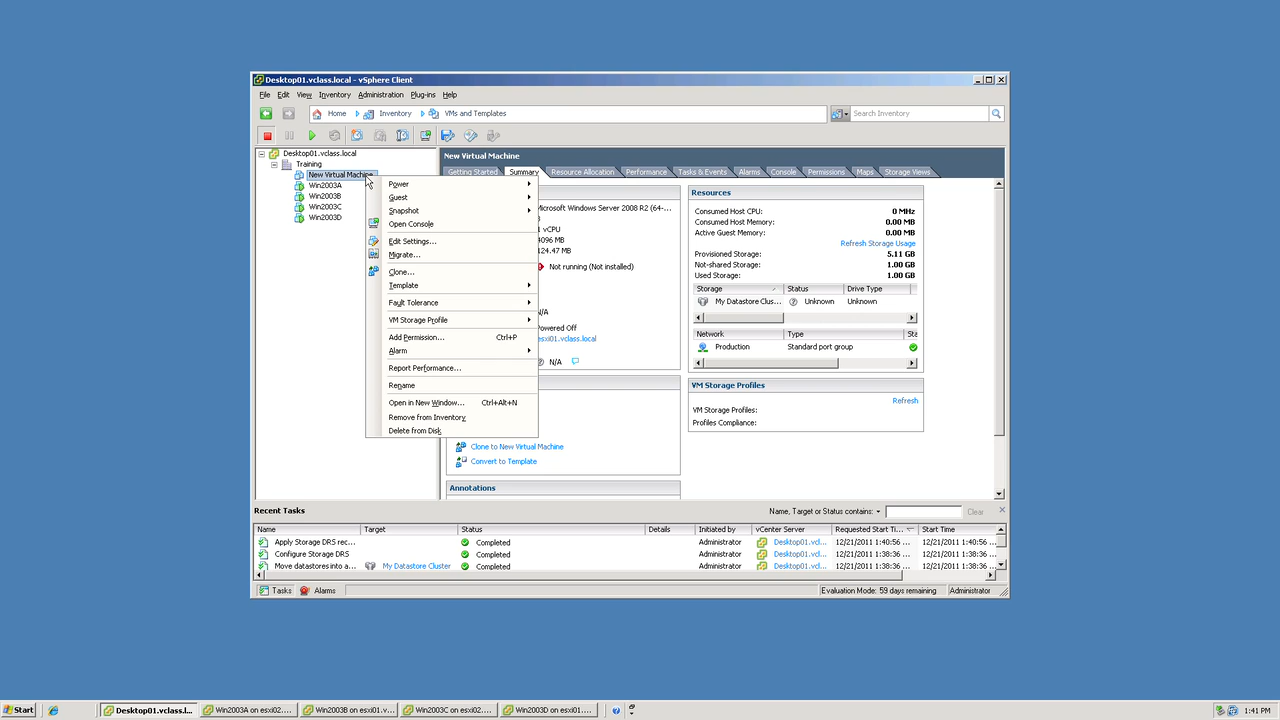 Desktop01.vclass.local - vSphere Client
File Edit View Inventory Administration Plug-ins Help
Home Inventory VMs and Templates Search Inventory
Desktop01.vclass.local
Training
New Virtual Machine
Win2003A
Win2003B
Win2003C
Win2003D
Power
Guest
Snapshot
Open Console
Edit Settings...
Migrate...
Clone...
Template
Fault Tolerance
VM Storage Profile
Add Permission... Ctrl+P
Alarm
Report Performance...
Rename
Open in New Window... Ctrl+Alt+N
Remove from Inventory
Delete from Disk
New Virtual Machine
Getting Started Summary Resource Allocation Performance Tasks & Events Alarms Console Permissions Maps Storage Views
Microsoft Windows Server 2008 R2 (64-...
1 vCPU
4096 MB
124.47 MB
Not running (Not installed)
N/A
Powered Off
esxi01.vclass.local
N/A
Clone to New Virtual Machine
Convert to Template
Annotations
Resources
Consumed Host CPU: 0 MHz
Consumed Host Memory: 0.00 MB
Active Guest Memory: 0.00 MB
Refresh Storage Usage
Provisioned Storage: 5.11 GB
Not-shared Storage: 1.00 GB
Used Storage: 1.00 GB
Storage Status Drive Type
My Datastore Clus... Unknown Unknown
Network Type Sta
Production Standard port group
VM Storage Profiles
Refresh
VM Storage Profiles:
Profiles Compliance:
Recent Tasks Name, Target or Status contains: Clear
Name Target Status Details Initiated by vCenter Server Requested Start Ti... Start Time
Apply Storage DRS rec... Completed Administrator Desktop01.vcl... 12/21/2011 1:40:56 ... 12/21/2011 1:40:56 ...
Configure Storage DRS Completed Administrator Desktop01.vcl... 12/21/2011 1:38:36 ... 12/21/2011 1:38:36 ...
Move datastores into a... My Datastore Cluster Completed Administrator Desktop01.vcl... 12/21/2011 1:38:36 ... 12/21/2011 1:38:36 ...
Tasks Alarms Evaluation Mode: 59 days remaining Administrator
Start Desktop01.vclass.l... Win2003A on esxi02.... Win2003B on esxi01.v... Win2003C on esxi02.... Win2003D on esxi01.... 1:41 PM